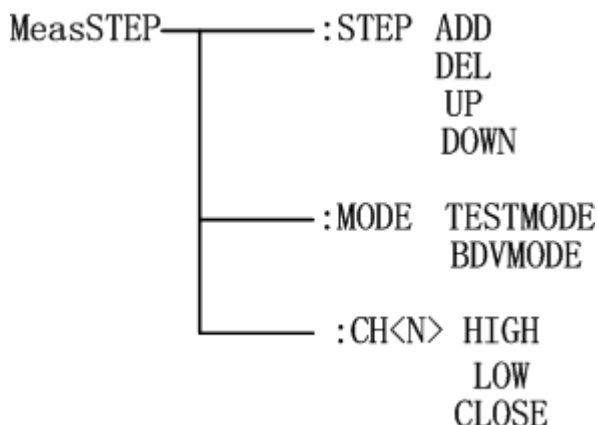 MeasSTEP :STEP ADD
DEL
UP
DOWN
:MODE TESTMODE
BDVMODE
:CH<N> HIGH
LOW
CLOSE